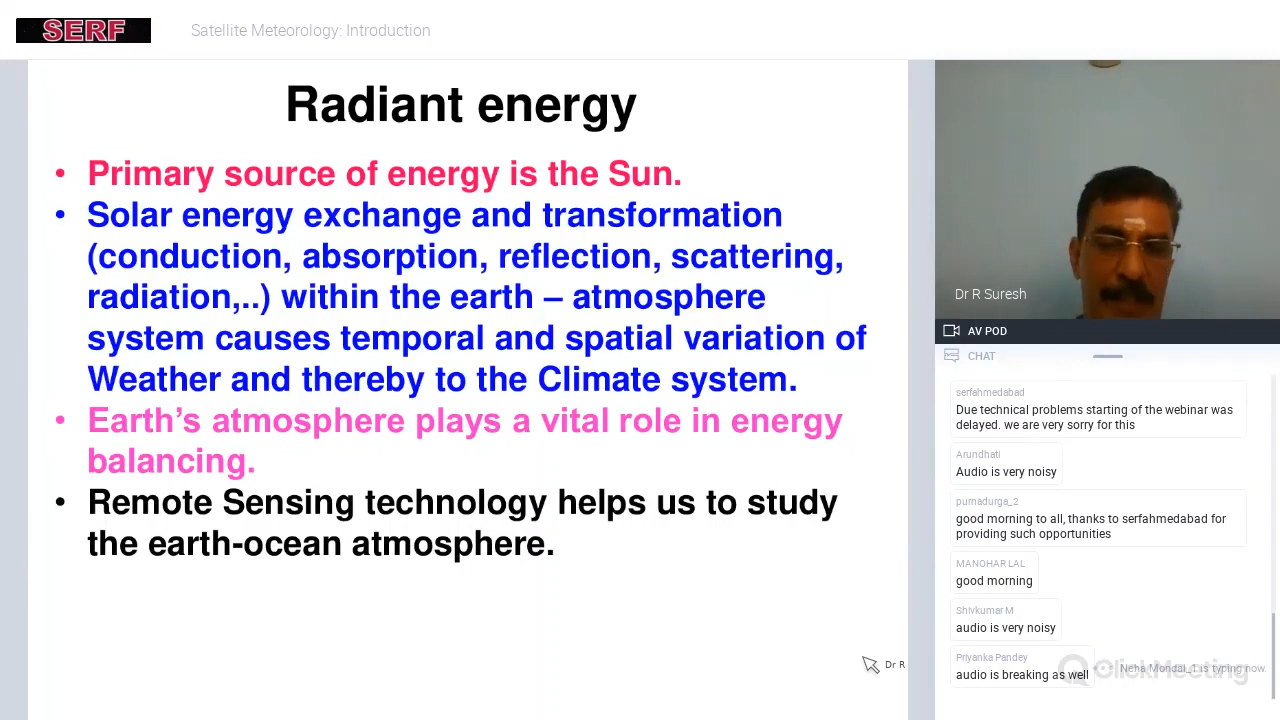 SERF
Satellite Meteorology: Introduction
Radiant energy
• Primary source of energy is the Sun.
• Solar energy exchange and transformation
(conduction, absorption, reflection, scattering,
radiation,..) within the earth – atmosphere
system causes temporal and spatial variation of
Weather and thereby to the Climate system.
• Earth’s atmosphere plays a vital role in energy
balancing.
• Remote Sensing technology helps us to study
the earth-ocean atmosphere.
Dr R
Dr R Suresh
AV POD
CHAT
serfahmedabad
Due technical problems starting of the webinar was
delayed. we are very sorry for this
Arundhati
Audio is very noisy
purnadurga_2
good morning to all, thanks to serfahmedabad for
providing such opportunities
MANOHAR LAL
good morning
Shivkumar M
audio is very noisy
Priyanka Pandey
audio is breaking as well
Neha Mondal_1 is typing now.
ClickMeeting